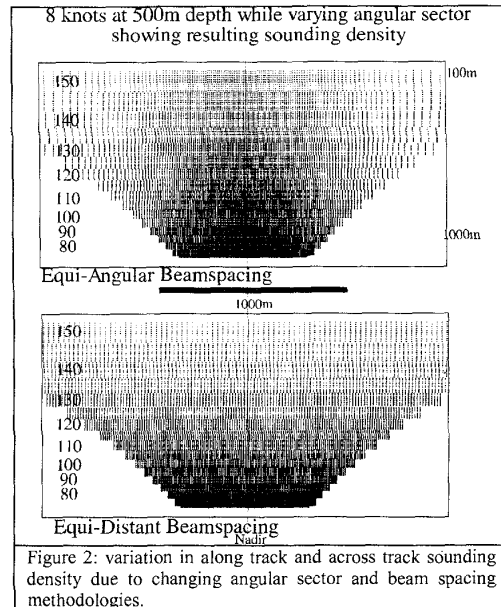 8 knots at 500m depth while varying angular sector
showing resulting sounding density
100m
150
140
130
120
110
100
90
80
1000m
Equi-Angular Beamspacing
1000m
150
140
130
120
110
100
90
80
Equi-Distant Beamspacing
Nadir
Figure 2: variation in along track and across track sounding
density due to changing angular sector and beam spacing
methodologies.